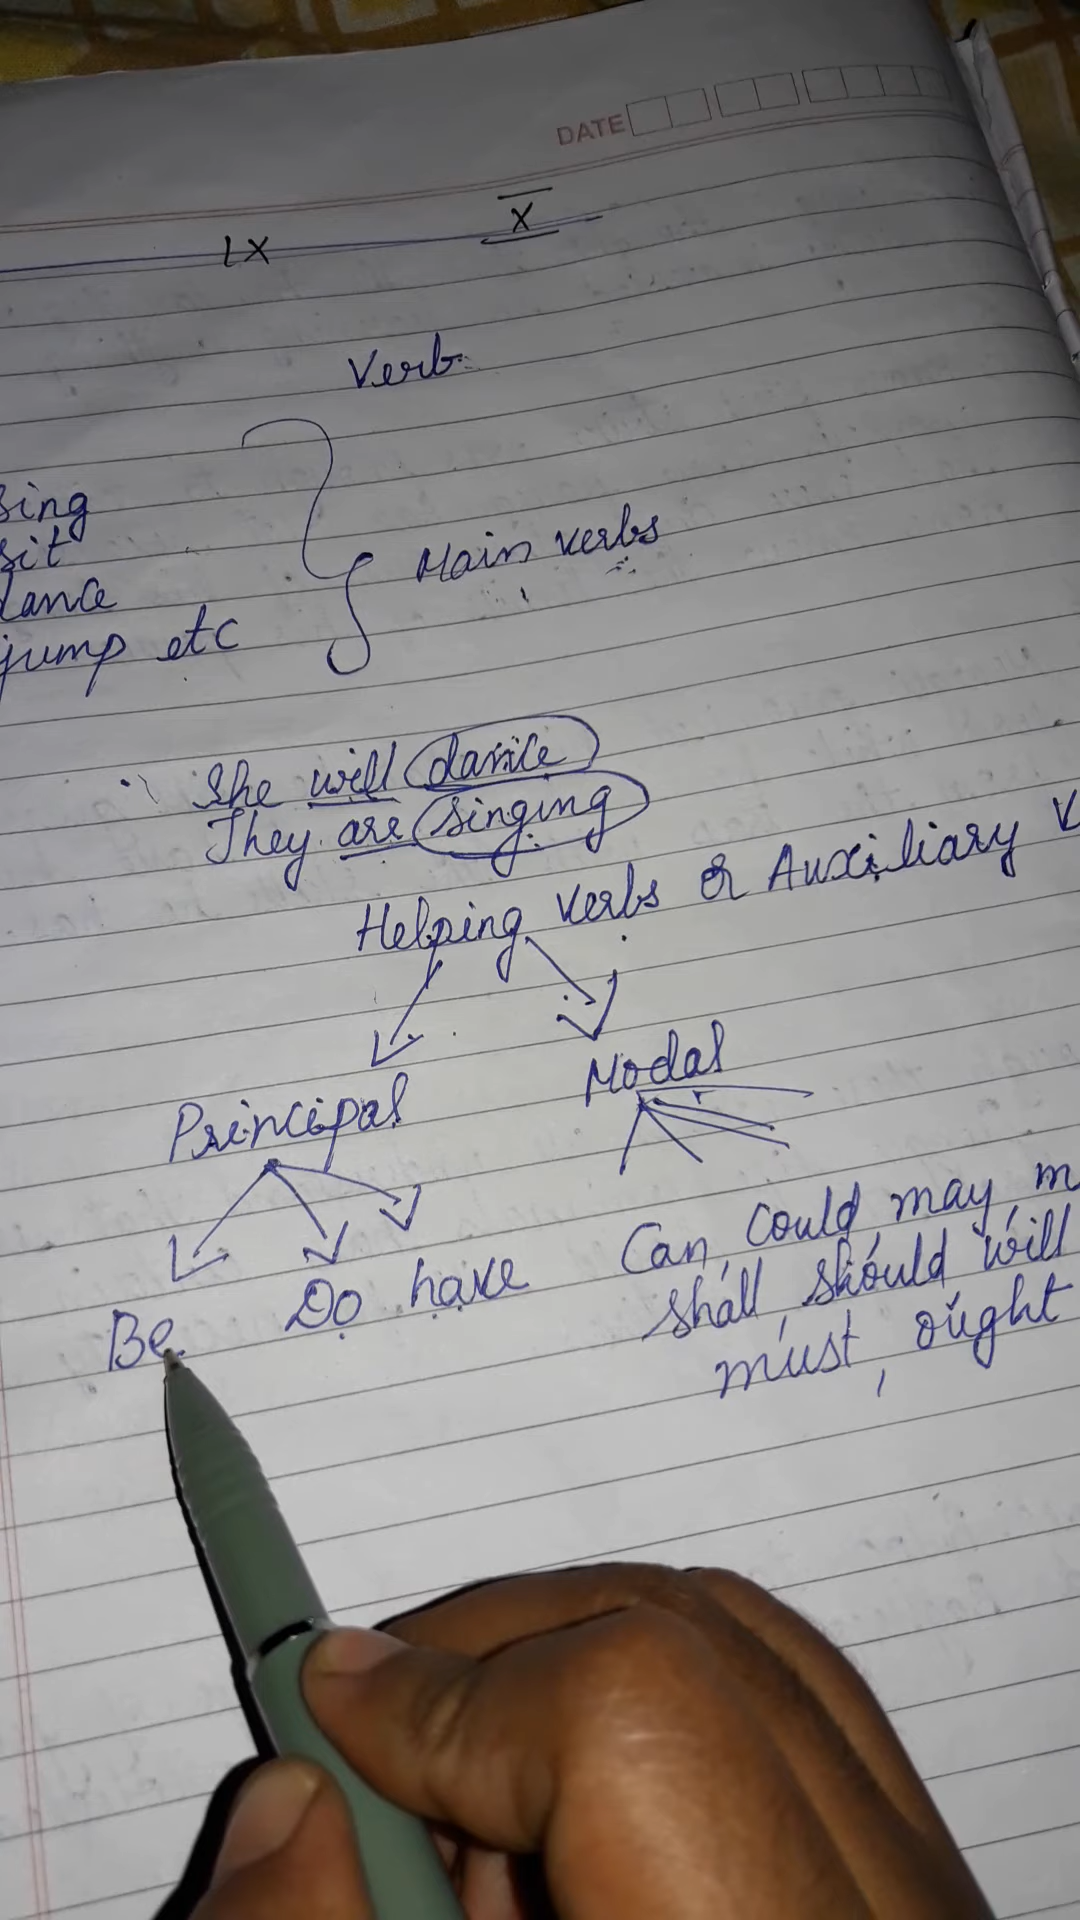 DATE
IX X
Verb
sing
sit
dance
jump etc
Main verbs
She will dance
They are singing
Helping verbs or Auxiliary V
Principal Modal
Be Do have
Can, Could, may, m
shall, should will
must, ought